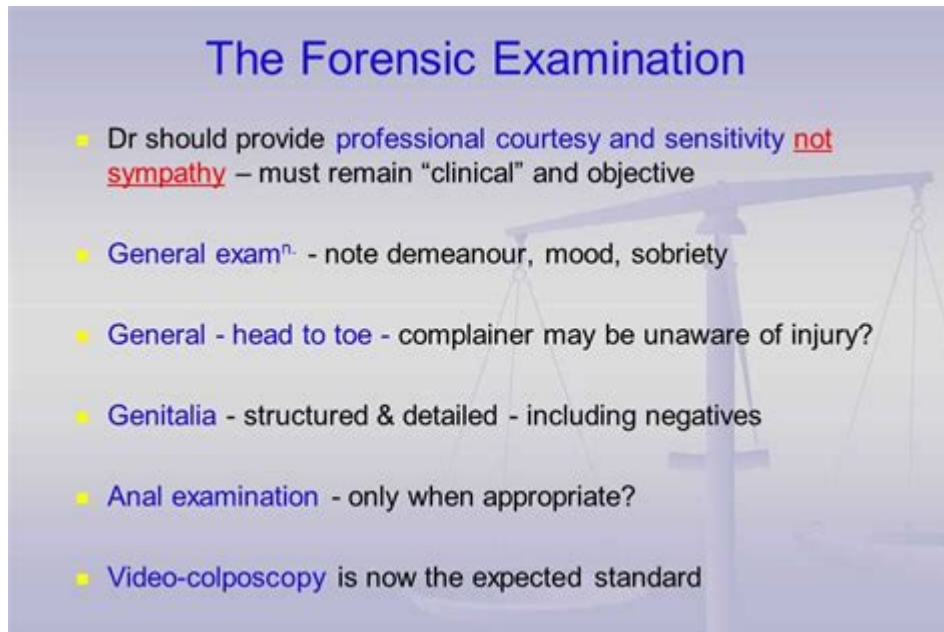 The Forensic Examination
Dr should provide professional courtesy and sensitivity not
sympathy – must remain “clinical” and objective
General examn. - note demeanour, mood, sobriety
General - head to toe - complainer may be unaware of injury?
Genitalia - structured & detailed - including negatives
Anal examination - only when appropriate?
Video-colposcopy is now the expected standard